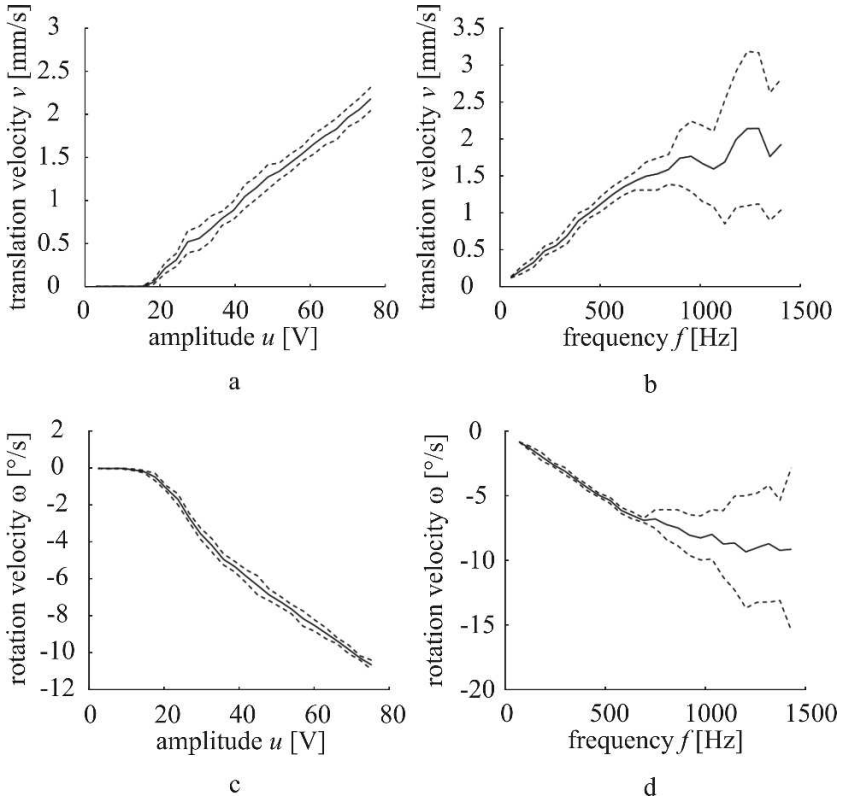 translation velocity v [mm/s]
3
2.5
2
1.5
1
0.5
0
0 20 40 60 80
amplitude u [V]
a
translation velocity v [mm/s]
3.5
3
2.5
2
1.5
1
0.5
0
0 500 1000 1500
frequency f [Hz]
b
rotation velocity ω [°/s]
2
0
-2
-4
-6
-8
-10
-12
0 20 40 60 80
amplitude u [V]
c
rotation velocity ω [°/s]
0
-5
-10
-15
-20
0 500 1000 1500
frequency f [Hz]
d